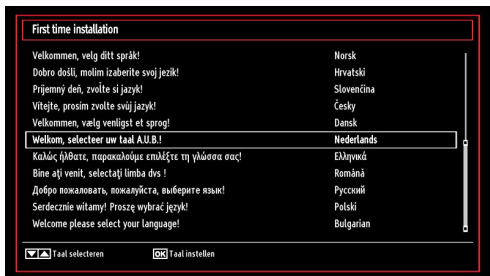 First time installation
Velkommen, velg ditt språk! Norsk
Dobro došli, molim izaberite svoj jezik! Hrvatski
Príjemný deň, zvoľte si jazyk! Slovenčina
Vítejte, prosím zvolte svůj jazyk! Česky
Velkommen, vælg venligst et sprog! Dansk
Welkom, selecteer uw taal A.U.B.! Nederlands
Καλώς ήλθατε, παρακαλούμε επιλέξτε τη γλώσσα σας! Ελληνικά
Bine aţi venit, selectaţi limba dvs ! Română
Добро пожаловать, пожалуйста, выберите язык! Русский
Serdecznie witamy! Proszę wybrać język! Polski
Welcome please select your language! Bulgarian
Taal selecteren OK Taal instellen